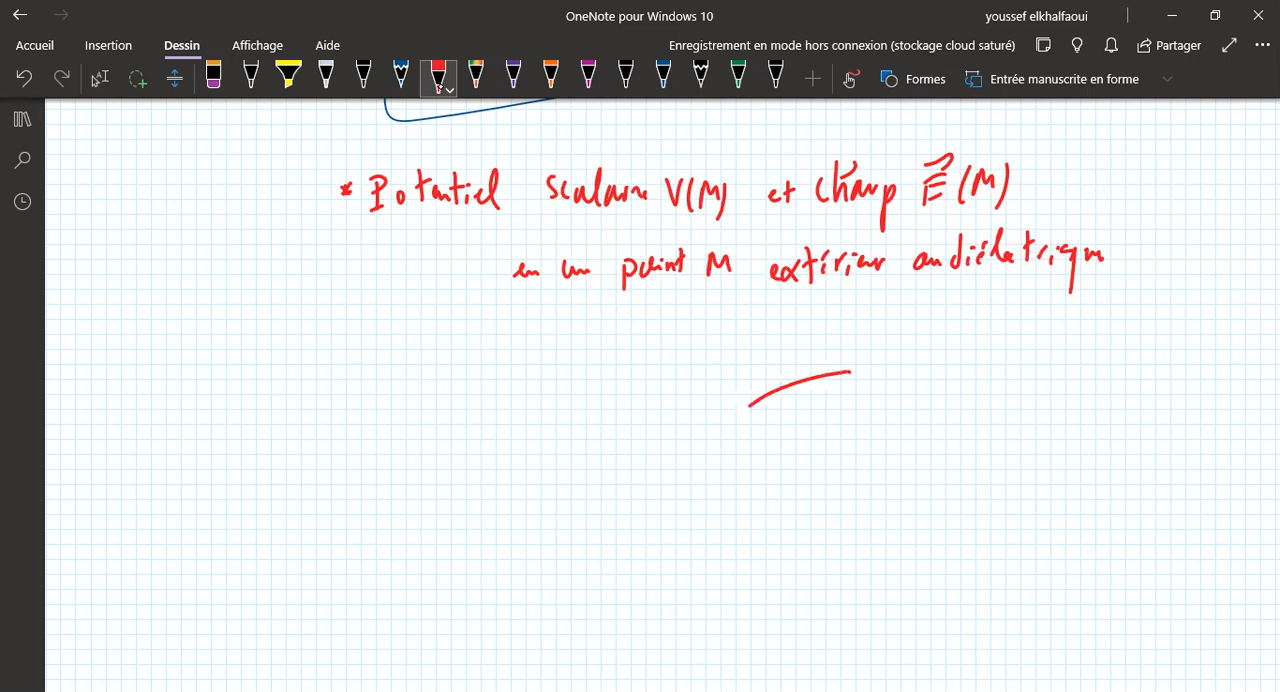 OneNote pour Windows 10
youssef elkhalfaoui
Accueil Insertion Dessin Affichage Aide
Enregistrement en mode hors connexion (stockage cloud saturé) Partager
Formes Entrée manuscrite en forme
* Potentiel scalaire V(M) et champ E⃗(M)
en un point M extérieur au diélectrique